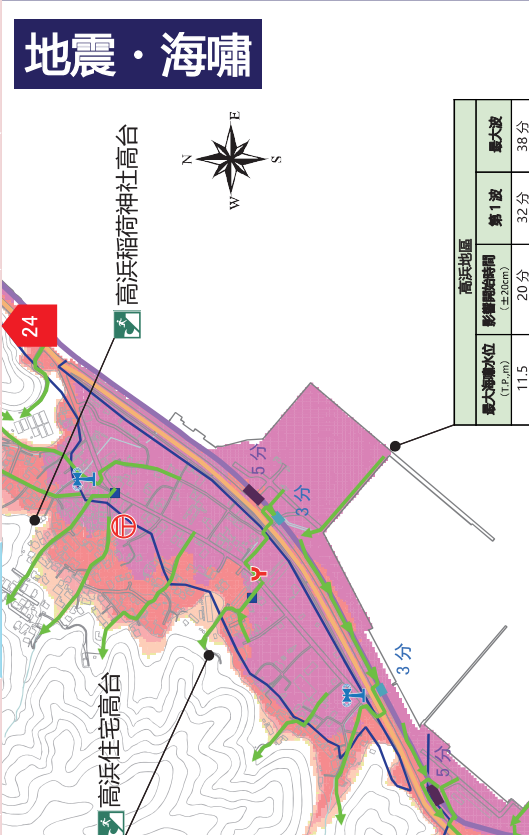 地震・海嘯
N
E
S
W
高浜稲荷神社高台
24
高浜地區
最大海嘯水位
(T.P.,m)
影響開始時間
(±20cm)
第1波
最大波
11.5
20分
32分
38分
5分
3分
3分
5分
高浜住宅高台